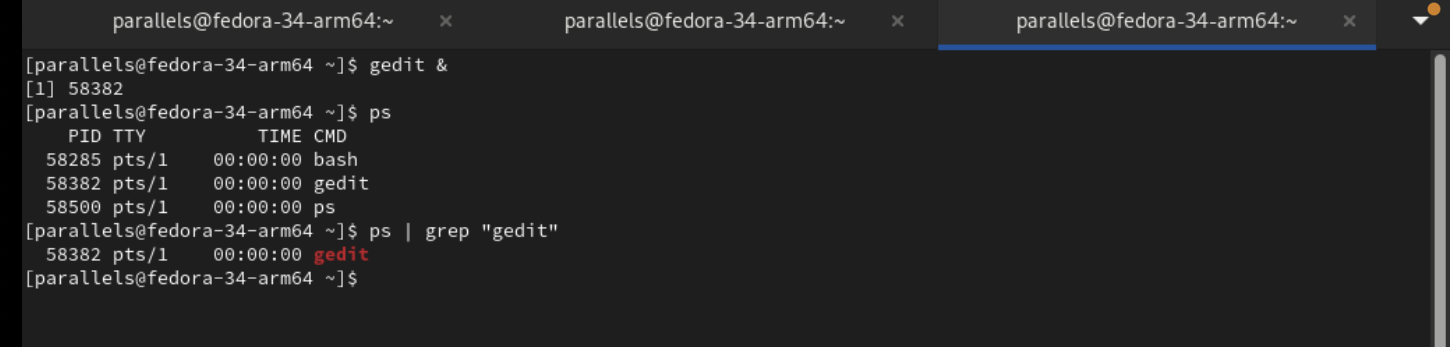 parallels@fedora-34-arm64:~ × parallels@fedora-34-arm64:~ × parallels@fedora-34-arm64:~ ×
[parallels@fedora-34-arm64 ~]$ gedit &
[1] 58382
[parallels@fedora-34-arm64 ~]$ ps
    PID TTY          TIME CMD
  58285 pts/1    00:00:00 bash
  58382 pts/1    00:00:00 gedit
  58500 pts/1    00:00:00 ps
[parallels@fedora-34-arm64 ~]$ ps | grep "gedit"
  58382 pts/1    00:00:00 gedit
[parallels@fedora-34-arm64 ~]$